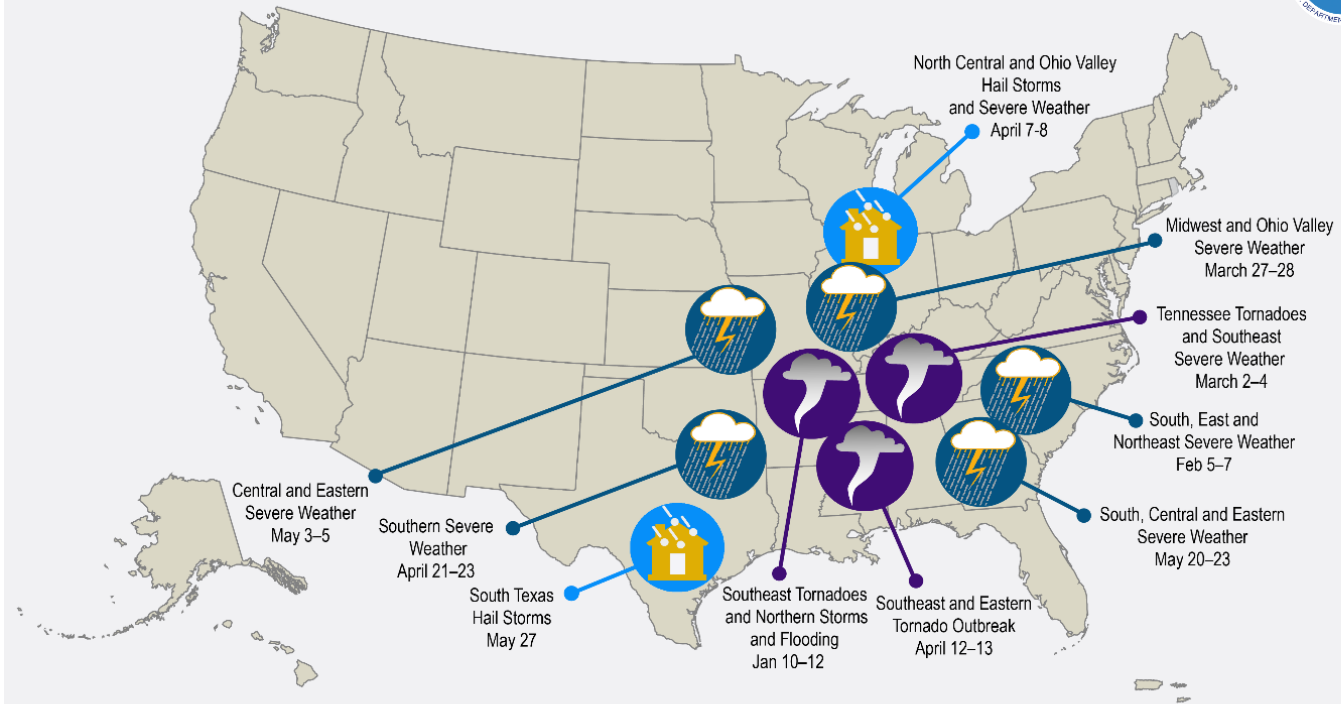 DEPARTMEN
North Central and Ohio Valley
Hail Storms
and Severe Weather
April 7-8
Midwest and Ohio Valley
Severe Weather
March 27–28
Tennessee Tornadoes
and Southeast
Severe Weather
March 2–4
South, East and
Northeast Severe Weather
Feb 5–7
South, Central and Eastern
Severe Weather
May 20–23
Central and Eastern
Severe Weather
May 3–5
Southern Severe
Weather
April 21–23
South Texas
Hail Storms
May 27
Southeast Tornadoes
and Northern Storms
and Flooding
Jan 10–12
Southeast and Eastern
Tornado Outbreak
April 12–13